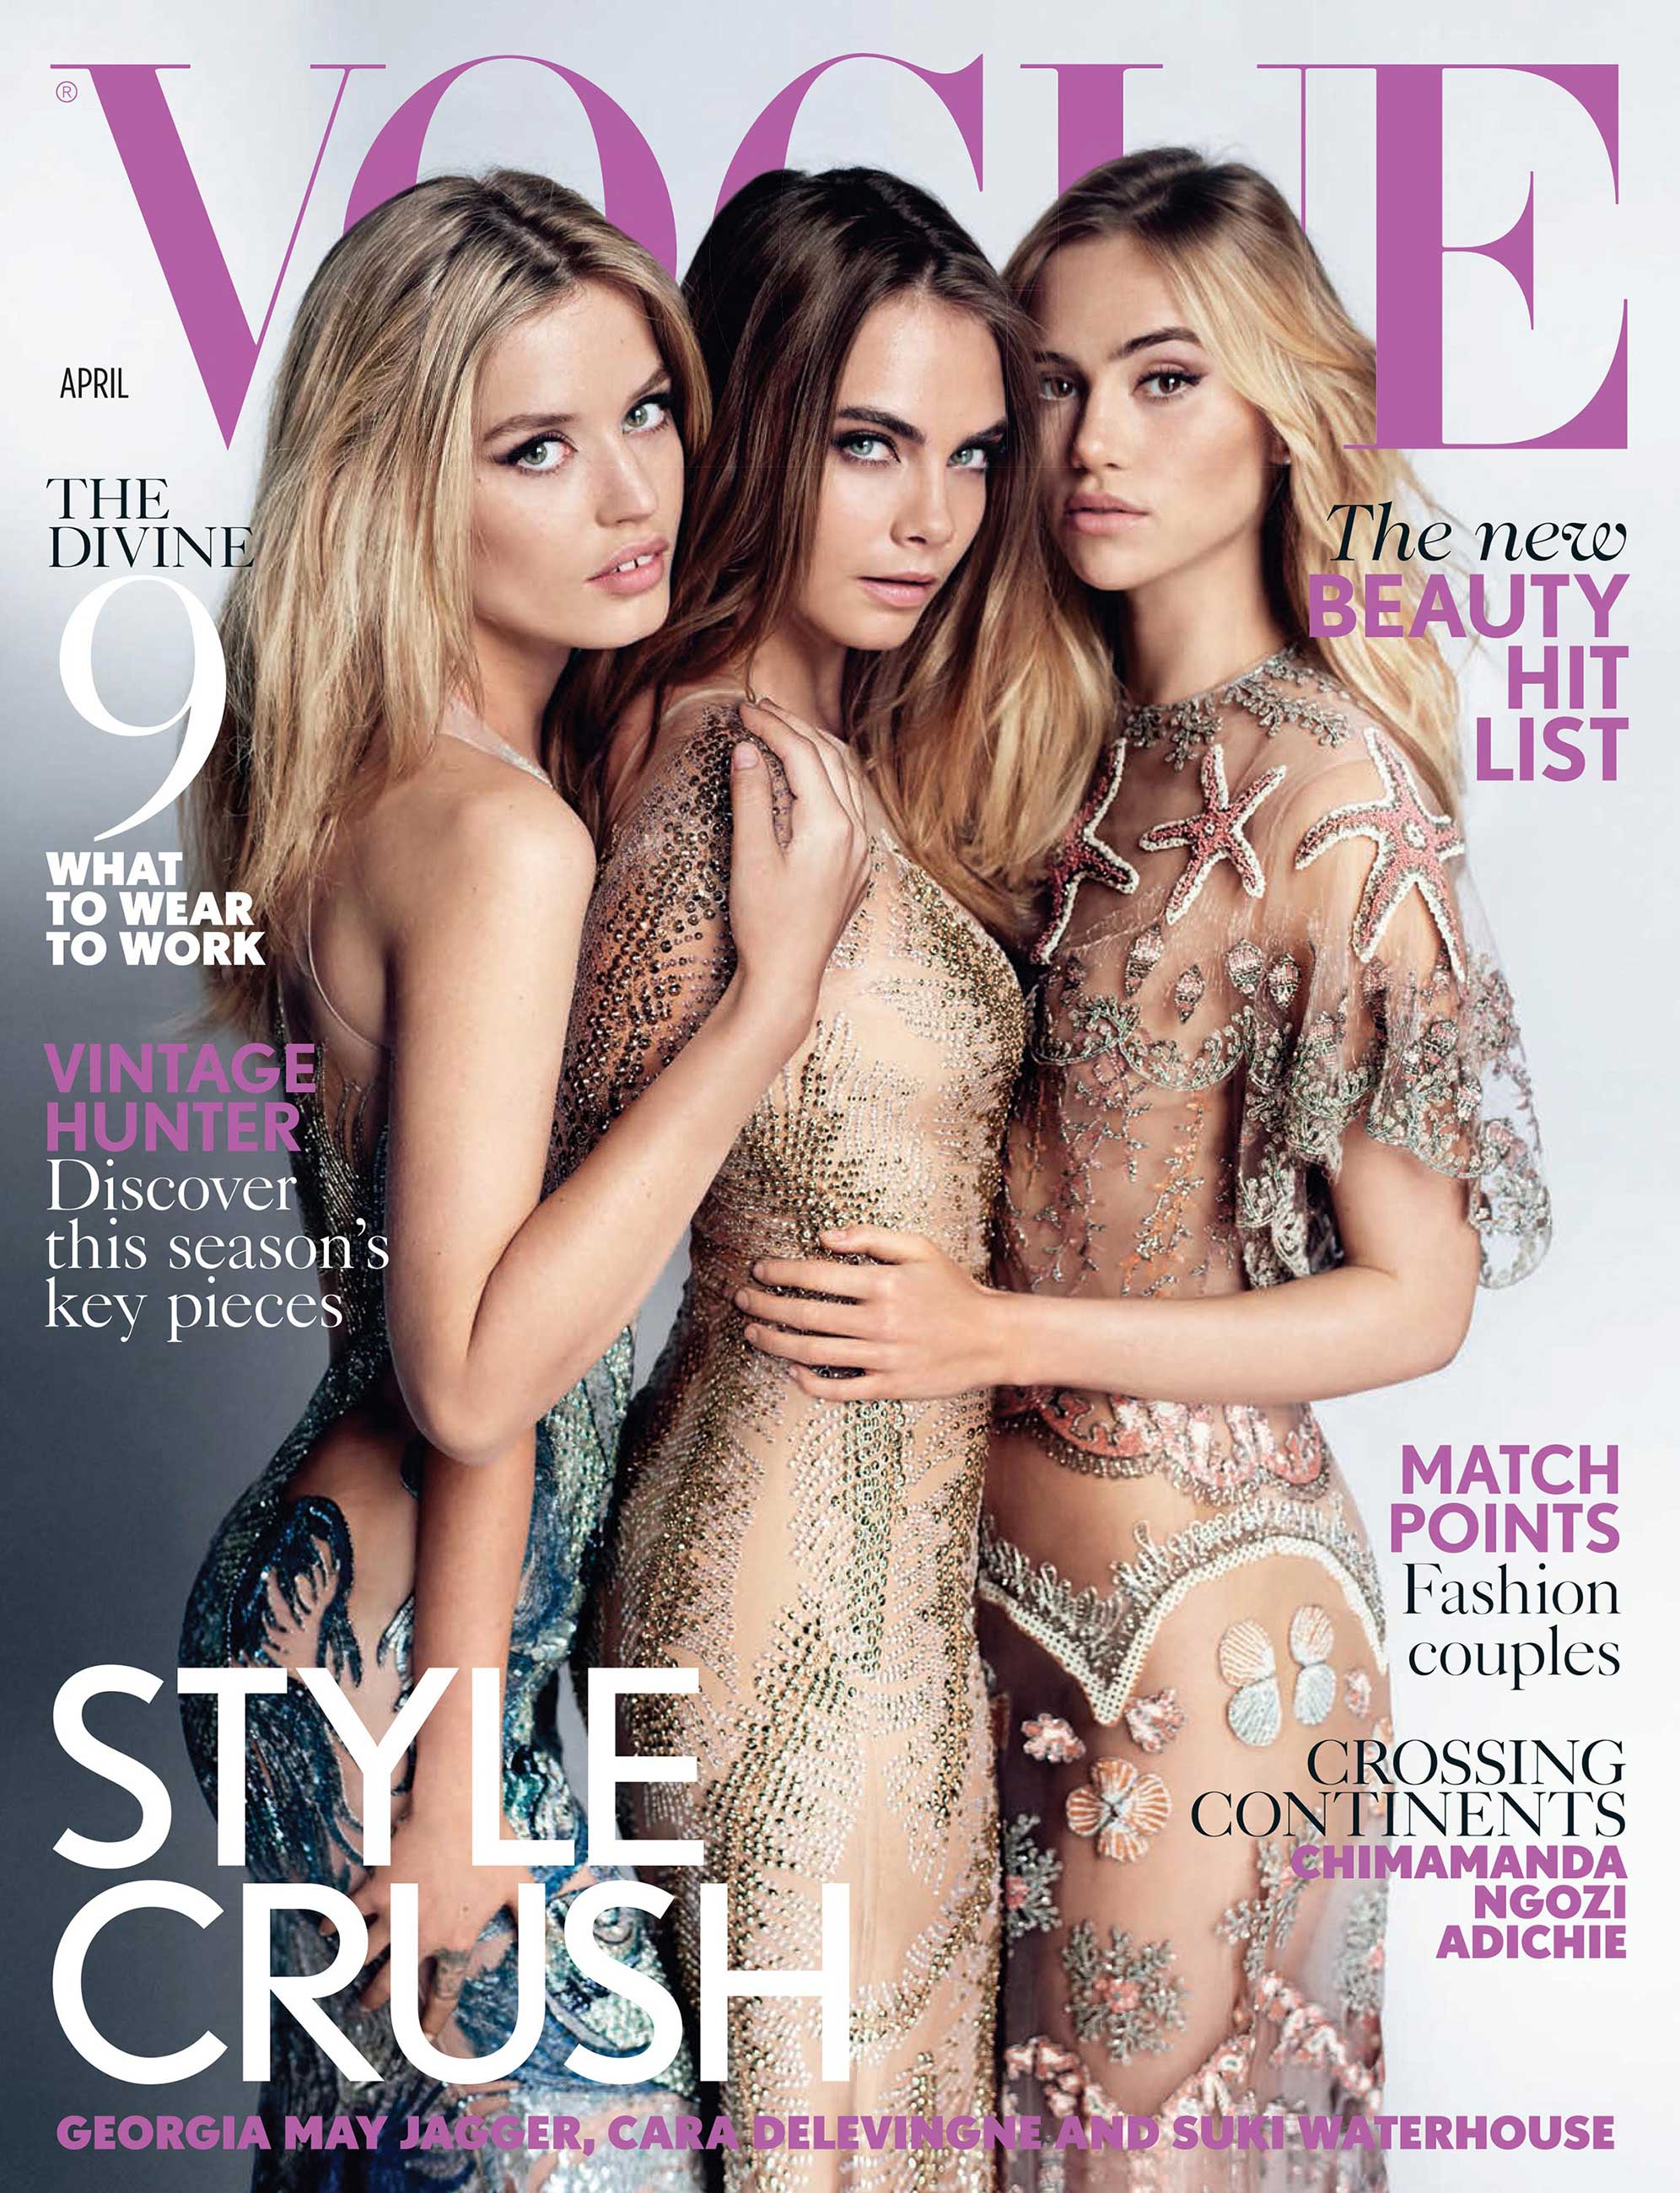 VOGUE
®
APRIL
THE
DIVINE
9
WHAT
TO WEAR
TO WORK
VINTAGE
HUNTER
Discover
this season's
key pieces
The new
BEAUTY
HIT
LIST
MATCH
POINTS
Fashion
couples
CROSSING
CONTINENTS
CHIMAMANDA
NGOZI
ADICHIE
STYLE
CRUSH
GEORGIA MAY JAGGER, CARA DELEVINGNE AND SUKI WATERHOUSE